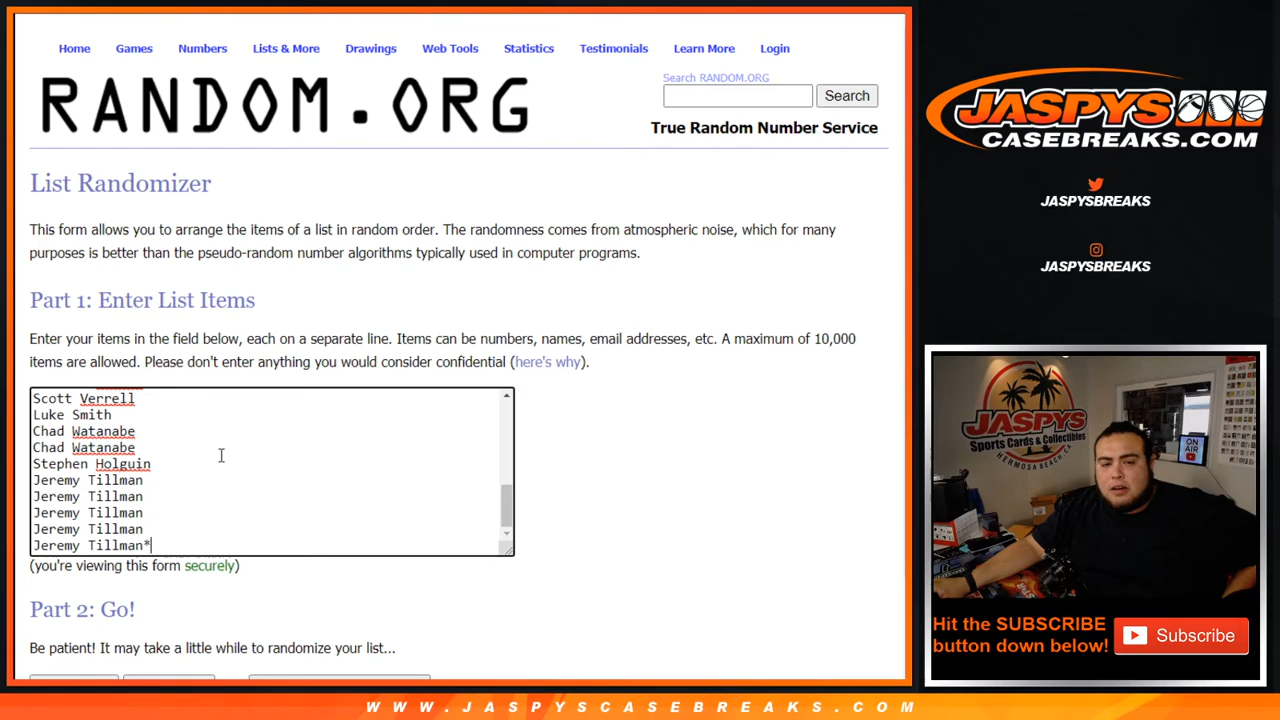 Home Games Numbers Lists & More Drawings Web Tools Statistics Testimonials Learn More Login
RANDOM.ORG
Search RANDOM.ORG
Search
True Random Number Service
List Randomizer
This form allows you to arrange the items of a list in random order. The randomness comes from atmospheric noise, which for many
purposes is better than the pseudo-random number algorithms typically used in computer programs.
Part 1: Enter List Items
Enter your items in the field below, each on a separate line. Items can be numbers, names, email addresses, etc. A maximum of 10,000
items are allowed. Please don't enter anything you would consider confidential (here's why).
Scott Verrell
Luke Smith
Chad Watanabe
Chad Watanabe
Stephen Holguin
Jeremy Tillman
Jeremy Tillman
Jeremy Tillman
Jeremy Tillman
Jeremy Tillman*
(you're viewing this form securely)
Part 2: Go!
Be patient! It may take a little while to randomize your list...
JASPYS
CASEBREAKS.COM
JASPYSBREAKS
JASPYSBREAKS
JASPYS
Sports Cards & Collectibles
HERMOSA BEACH, CA
ON
AIR
Hit the SUBSCRIBE
button down below!
Subscribe
WWW.JASPYSCASEBREAKS.COM